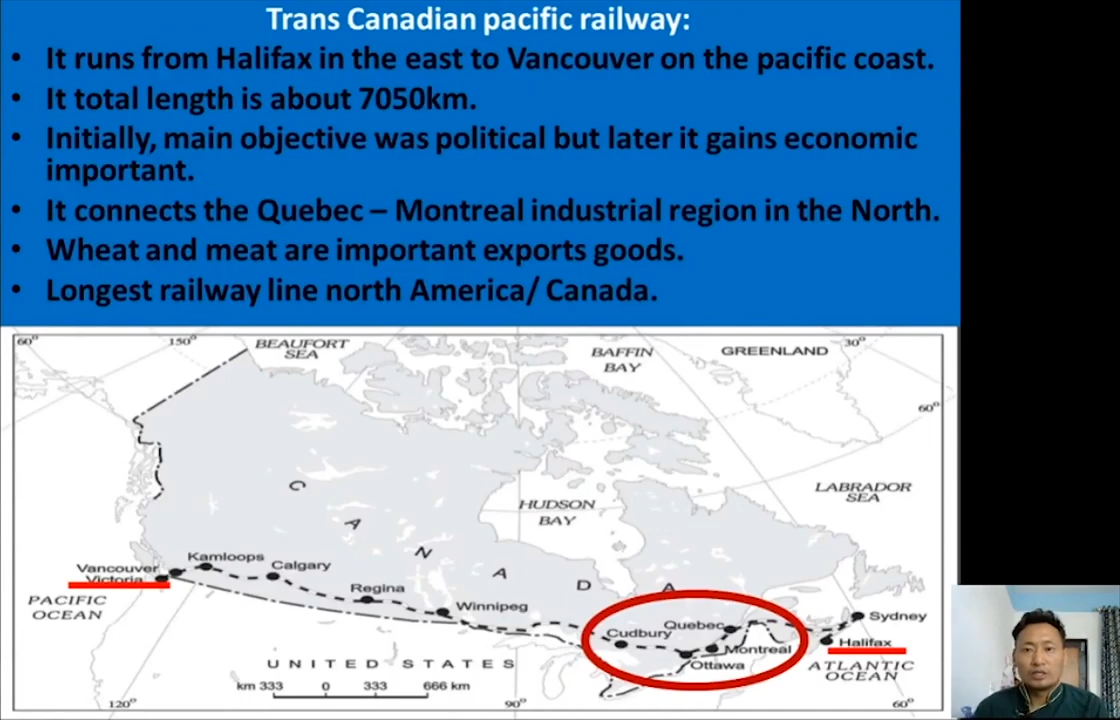 Trans Canadian pacific railway:
• It runs from Halifax in the east to Vancouver on the pacific coast.
• It total length is about 7050km.
• Initially, main objective was political but later it gains economic
important.
• It connects the Quebec – Montreal industrial region in the North.
• Wheat and meat are important exports goods.
• Longest railway line north America/ Canada.
60° 150° BEAUFORT SEA BAFFIN BAY GREENLAND 30°
60°
LABRADOR SEA
HUDSON BAY
C A N A D A
Vancouver Kamloops Calgary
Victoria
Regina
PACIFIC OCEAN
Winnipeg
Cudbury Quebec Sydney
Montreal Halifax
Ottawa
UNITED STATES ATLANTIC OCEAN
km 333 0 333 666 km
120° 90° 60°